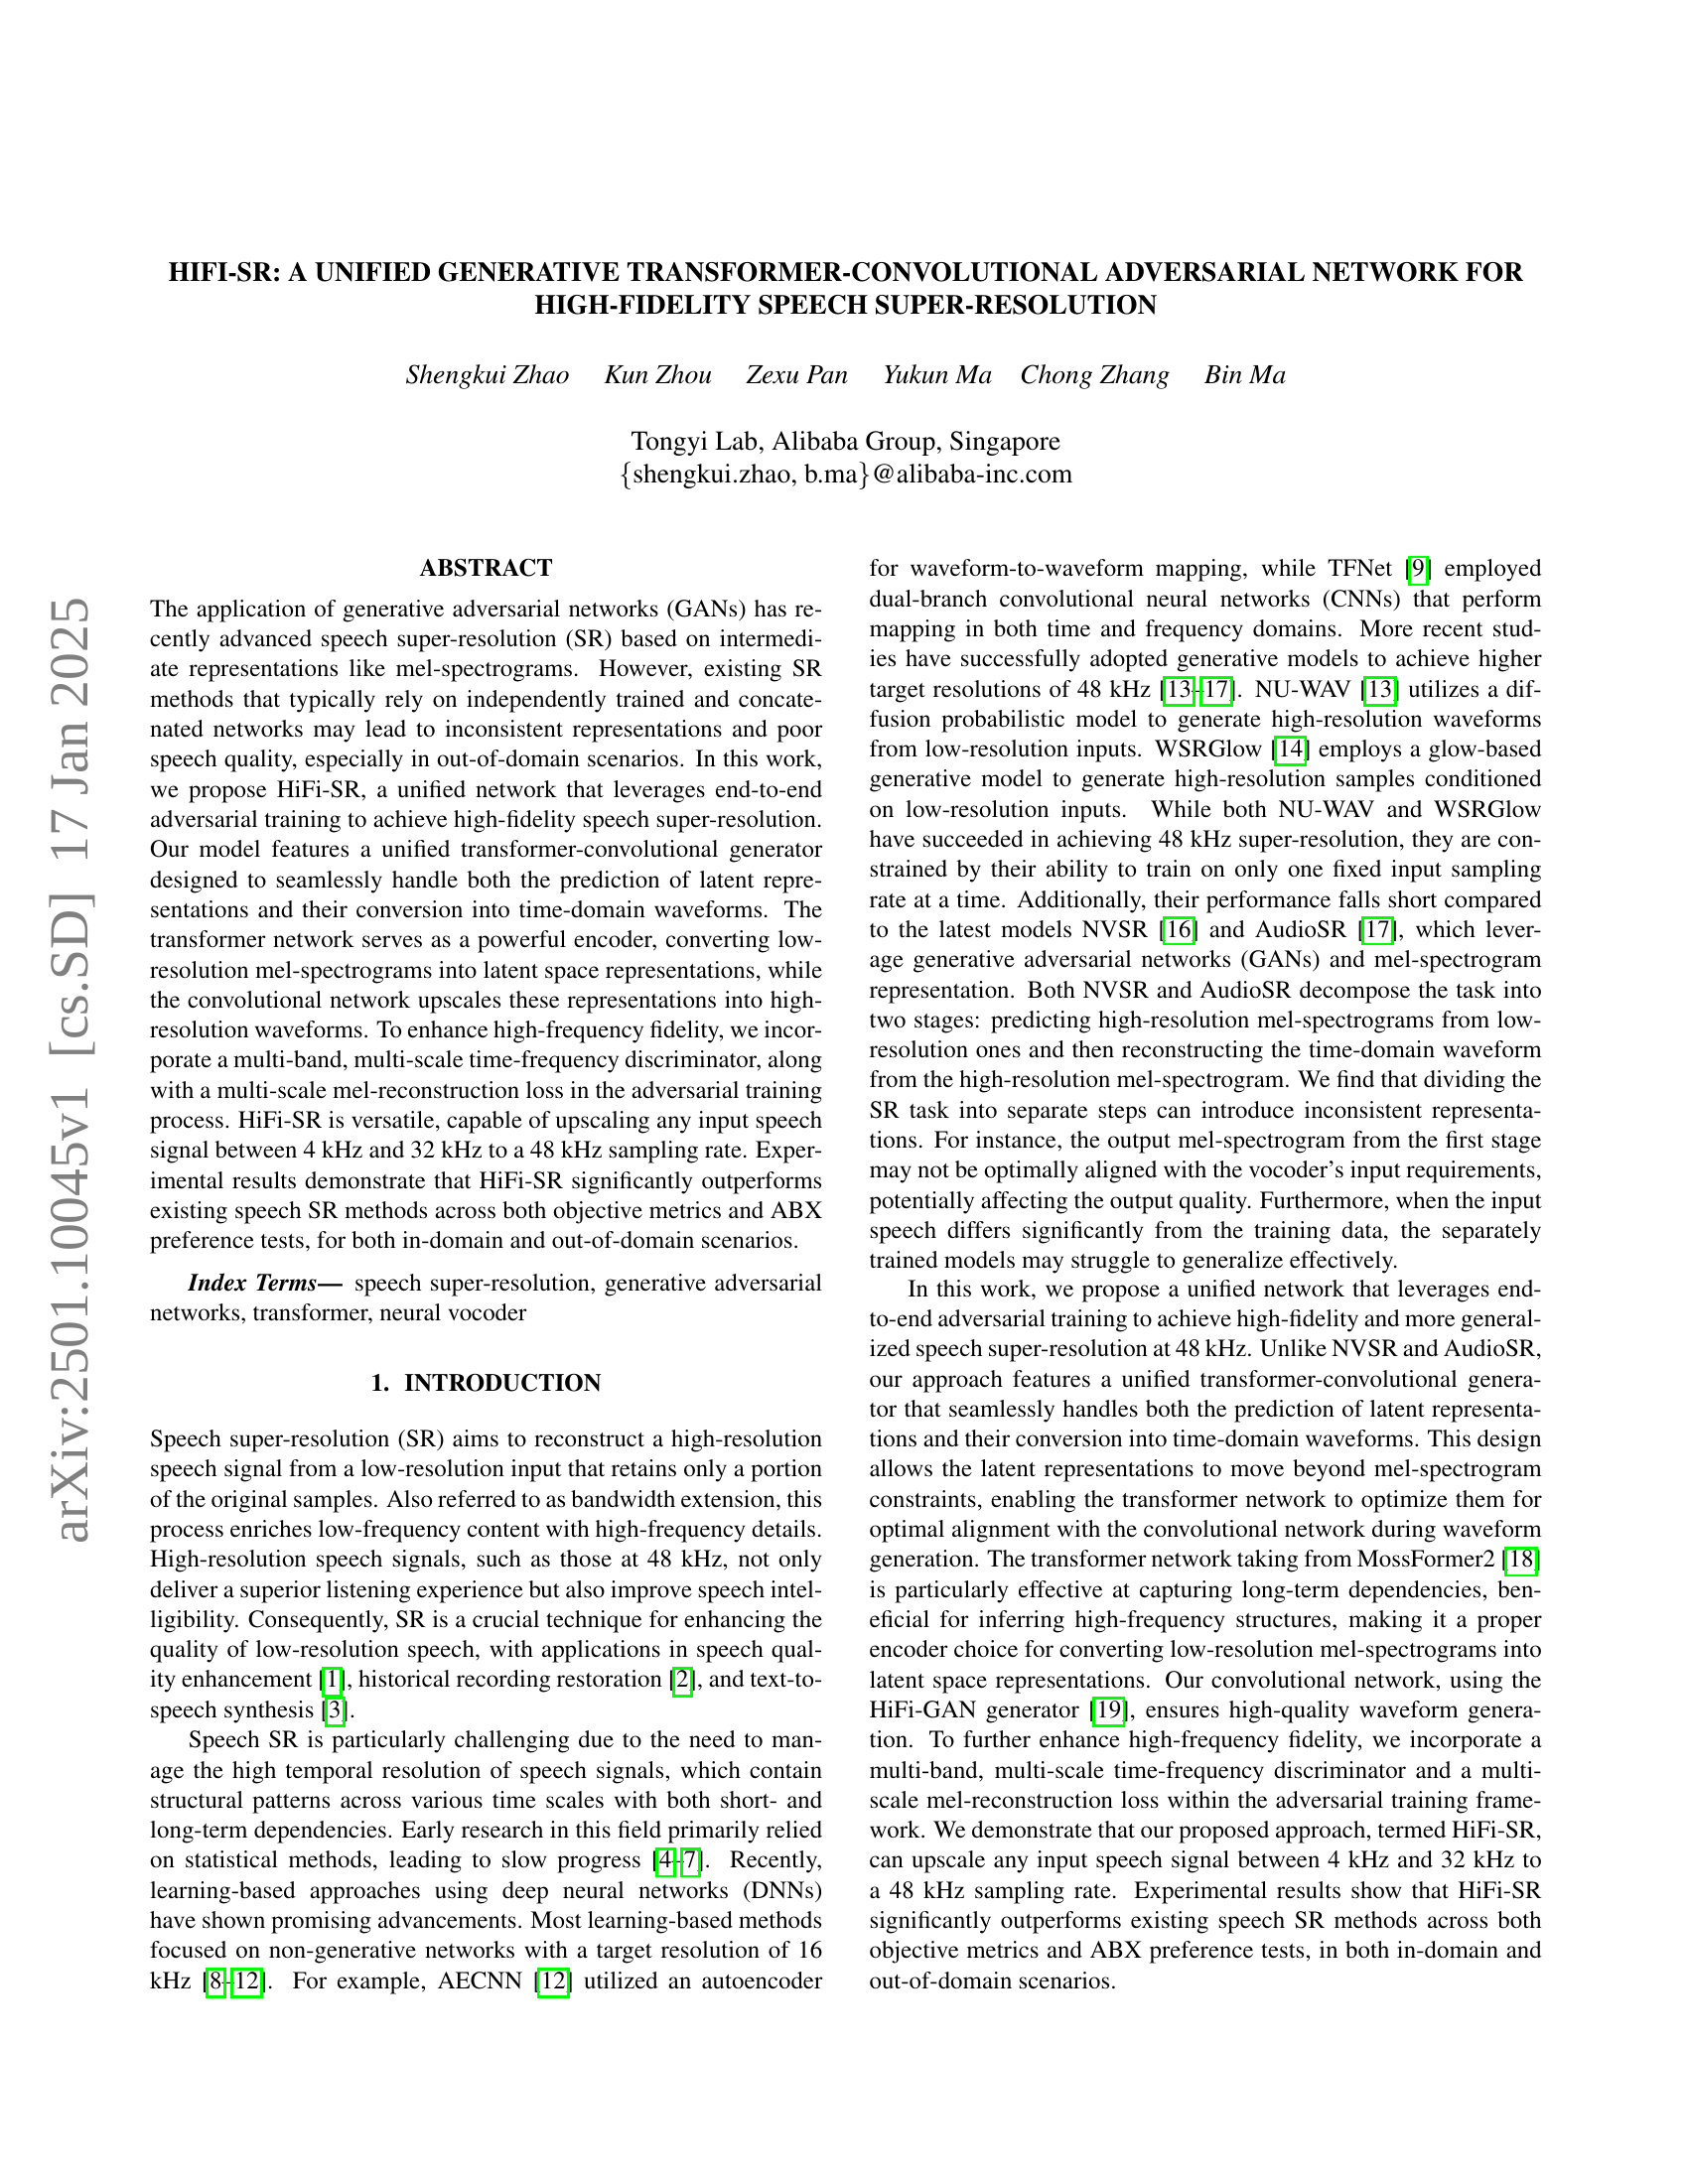 arXiv:2501.10045v1 [cs.SD] 17 Jan 2025
HIFI-SR: A UNIFIED GENERATIVE TRANSFORMER-CONVOLUTIONAL ADVERSARIAL NETWORK FOR
HIGH-FIDELITY SPEECH SUPER-RESOLUTION
Shengkui Zhao Kun Zhou Zexu Pan Yukun Ma Chong Zhang Bin Ma
Tongyi Lab, Alibaba Group, Singapore
{shengkui.zhao, b.ma}@alibaba-inc.com
ABSTRACT
The application of generative adversarial networks (GANs) has re-
cently advanced speech super-resolution (SR) based on intermedi-
ate representations like mel-spectrograms. However, existing SR
methods that typically rely on independently trained and concate-
nated networks may lead to inconsistent representations and poor
speech quality, especially in out-of-domain scenarios. In this work,
we propose HiFi-SR, a unified network that leverages end-to-end
adversarial training to achieve high-fidelity speech super-resolution.
Our model features a unified transformer-convolutional generator
designed to seamlessly handle both the prediction of latent repre-
sentations and their conversion into time-domain waveforms. The
transformer network serves as a powerful encoder, converting low-
resolution mel-spectrograms into latent space representations, while
the convolutional network upscales these representations into high-
resolution waveforms. To enhance high-frequency fidelity, we incor-
porate a multi-band, multi-scale time-frequency discriminator, along
with a multi-scale mel-reconstruction loss in the adversarial training
process. HiFi-SR is versatile, capable of upscaling any input speech
signal between 4 kHz and 32 kHz to a 48 kHz sampling rate. Exper-
imental results demonstrate that HiFi-SR significantly outperforms
existing speech SR methods across both objective metrics and ABX
preference tests, for both in-domain and out-of-domain scenarios.
Index Terms— speech super-resolution, generative adversarial
networks, transformer, neural vocoder
1. INTRODUCTION
Speech super-resolution (SR) aims to reconstruct a high-resolution
speech signal from a low-resolution input that retains only a portion
of the original samples. Also referred to as bandwidth extension, this
process enriches low-frequency content with high-frequency details.
High-resolution speech signals, such as those at 48 kHz, not only
deliver a superior listening experience but also improve speech intel-
ligibility. Consequently, SR is a crucial technique for enhancing the
quality of low-resolution speech, with applications in speech qual-
ity enhancement [1], historical recording restoration [2], and text-to-
speech synthesis [3].
Speech SR is particularly challenging due to the need to man-
age the high temporal resolution of speech signals, which contain
structural patterns across various time scales with both short- and
long-term dependencies. Early research in this field primarily relied
on statistical methods, leading to slow progress [4–7]. Recently,
learning-based approaches using deep neural networks (DNNs)
have shown promising advancements. Most learning-based methods
focused on non-generative networks with a target resolution of 16
kHz [8–12]. For example, AECNN [12] utilized an autoencoder
for waveform-to-waveform mapping, while TFNet [9] employed
dual-branch convolutional neural networks (CNNs) that perform
mapping in both time and frequency domains. More recent stud-
ies have successfully adopted generative models to achieve higher
target resolutions of 48 kHz [13–17]. NU-WAV [13] utilizes a dif-
fusion probabilistic model to generate high-resolution waveforms
from low-resolution inputs. WSRGlow [14] employs a glow-based
generative model to generate high-resolution samples conditioned
on low-resolution inputs. While both NU-WAV and WSRGlow
have succeeded in achieving 48 kHz super-resolution, they are con-
strained by their ability to train on only one fixed input sampling
rate at a time. Additionally, their performance falls short compared
to the latest models NVSR [16] and AudioSR [17], which lever-
age generative adversarial networks (GANs) and mel-spectrogram
representation. Both NVSR and AudioSR decompose the task into
two stages: predicting high-resolution mel-spectrograms from low-
resolution ones and then reconstructing the time-domain waveform
from the high-resolution mel-spectrogram. We find that dividing the
SR task into separate steps can introduce inconsistent representa-
tions. For instance, the output mel-spectrogram from the first stage
may not be optimally aligned with the vocoder's input requirements,
potentially affecting the output quality. Furthermore, when the input
speech differs significantly from the training data, the separately
trained models may struggle to generalize effectively.
In this work, we propose a unified network that leverages end-
to-end adversarial training to achieve high-fidelity and more general-
ized speech super-resolution at 48 kHz. Unlike NVSR and AudioSR,
our approach features a unified transformer-convolutional genera-
tor that seamlessly handles both the prediction of latent representa-
tions and their conversion into time-domain waveforms. This design
allows the latent representations to move beyond mel-spectrogram
constraints, enabling the transformer network to optimize them for
optimal alignment with the convolutional network during waveform
generation. The transformer network taking from MossFormer2 [18]
is particularly effective at capturing long-term dependencies, ben-
eficial for inferring high-frequency structures, making it a proper
encoder choice for converting low-resolution mel-spectrograms into
latent space representations. Our convolutional network, using the
HiFi-GAN generator [19], ensures high-quality waveform genera-
tion. To further enhance high-frequency fidelity, we incorporate a
multi-band, multi-scale time-frequency discriminator and a multi-
scale mel-reconstruction loss within the adversarial training frame-
work. We demonstrate that our proposed approach, termed HiFi-SR,
can upscale any input speech signal between 4 kHz and 32 kHz to
a 48 kHz sampling rate. Experimental results show that HiFi-SR
significantly outperforms existing speech SR methods across both
objective metrics and ABX preference tests, in both in-domain and
out-of-domain scenarios.